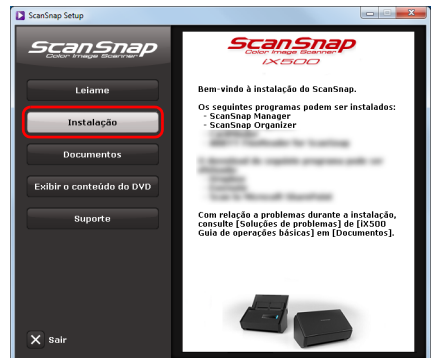 ScanSnap Setup
ScanSnap
Color Image Scanner
Leiame
Instalação
Documentos
Exibir o conteúdo do DVD
Suporte
Sair
ScanSnap
Color Image Scanner
iX500
Bem-vindo à instalação do ScanSnap.
Os seguintes programas podem ser instalados:
- ScanSnap Manager
- ScanSnap Organizer
Com relação a problemas durante a instalação,
consulte [Soluções de problemas] de [iX500
Guia de operações básicas] em [Documentos].